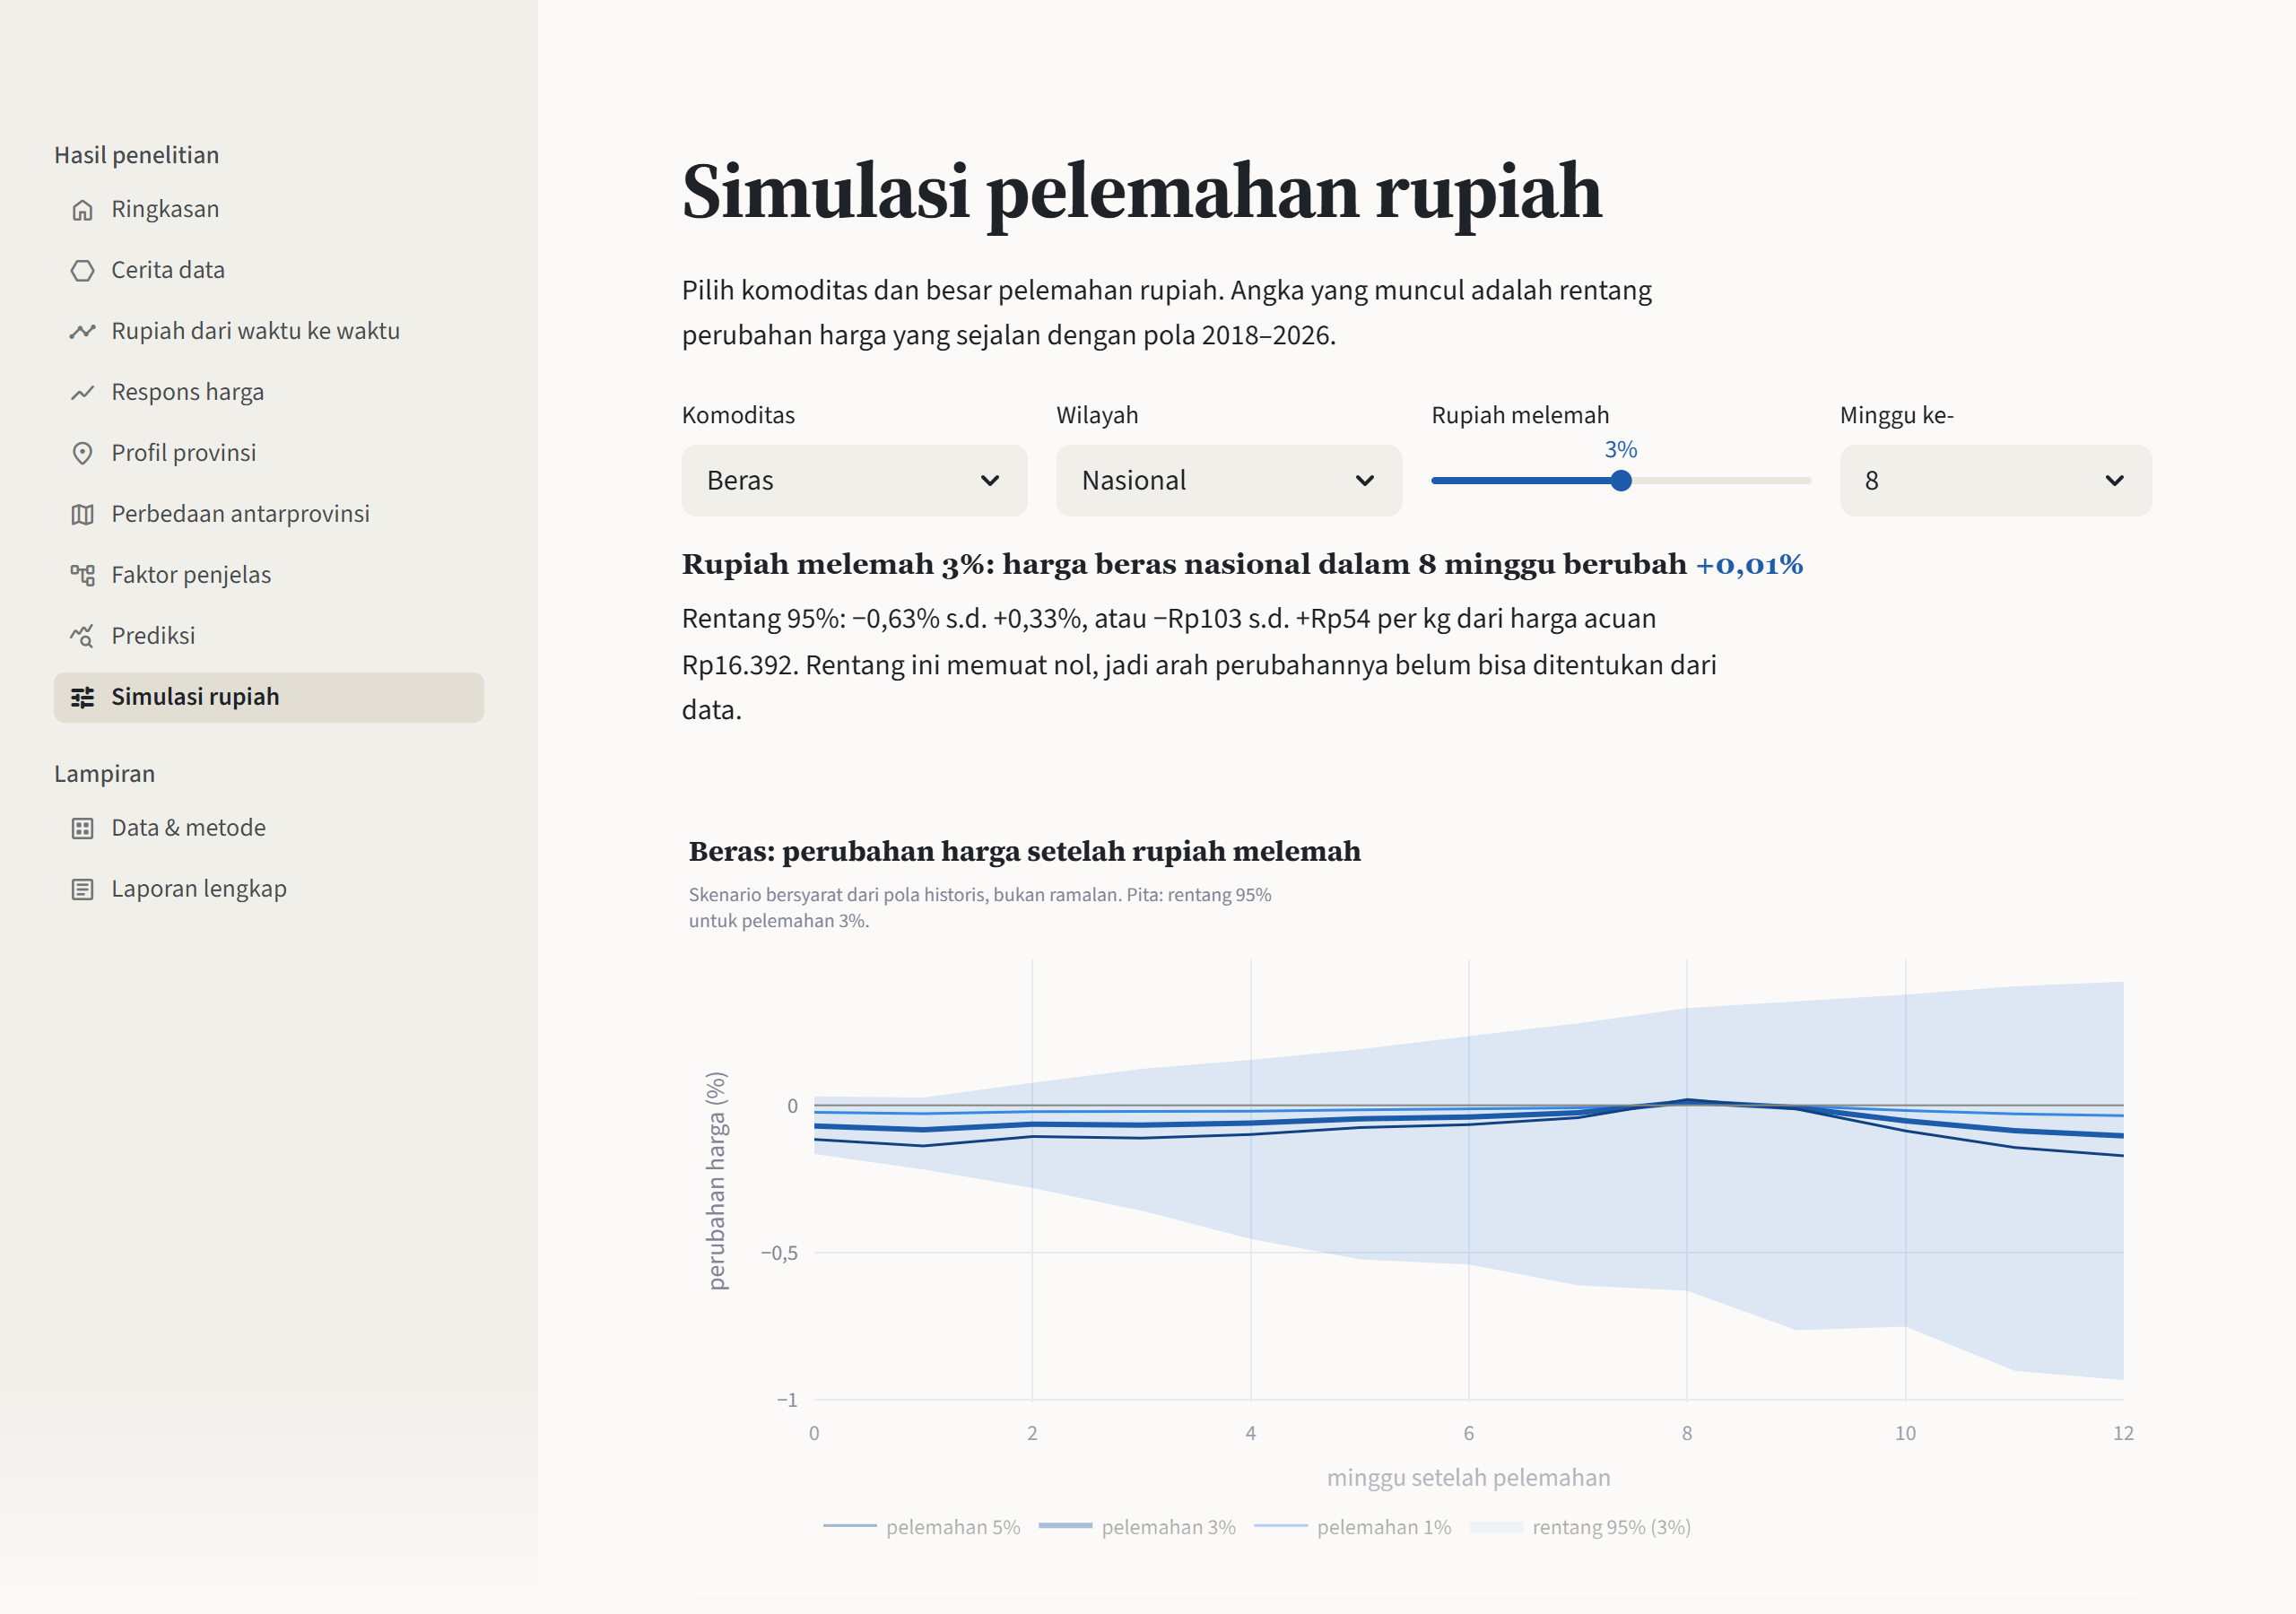 Hasil penelitian
Ringkasan
Cerita data
Rupiah dari waktu ke waktu
Respons harga
Profil provinsi
Perbedaan antarprovinsi
Faktor penjelas
Prediksi
Simulasi rupiah
Lampiran
Data & metode
Laporan lengkap
Simulasi pelemahan rupiah
Pilih komoditas dan besar pelemahan rupiah. Angka yang muncul adalah rentang
perubahan harga yang sejalan dengan pola 2018–2026.
Komoditas
Beras
Wilayah
Nasional
Rupiah melemah
3%
Minggu ke-
8
Rupiah melemah 3%: harga beras nasional dalam 8 minggu berubah +0,01%
Rentang 95%: −0,63% s.d. +0,33%, atau −Rp103 s.d. +Rp54 per kg dari harga acuan
Rp16.392. Rentang ini memuat nol, jadi arah perubahannya belum bisa ditentukan dari
data.
Beras: perubahan harga setelah rupiah melemah
Skenario bersyarat dari pola historis, bukan ramalan. Pita: rentang 95%
untuk pelemahan 3%.
perubahan harga (%)
0
−0,5
−1
0 2 4 6 8 10 12
minggu setelah pelemahan
pelemahan 5% pelemahan 3% pelemahan 1% rentang 95% (3%)